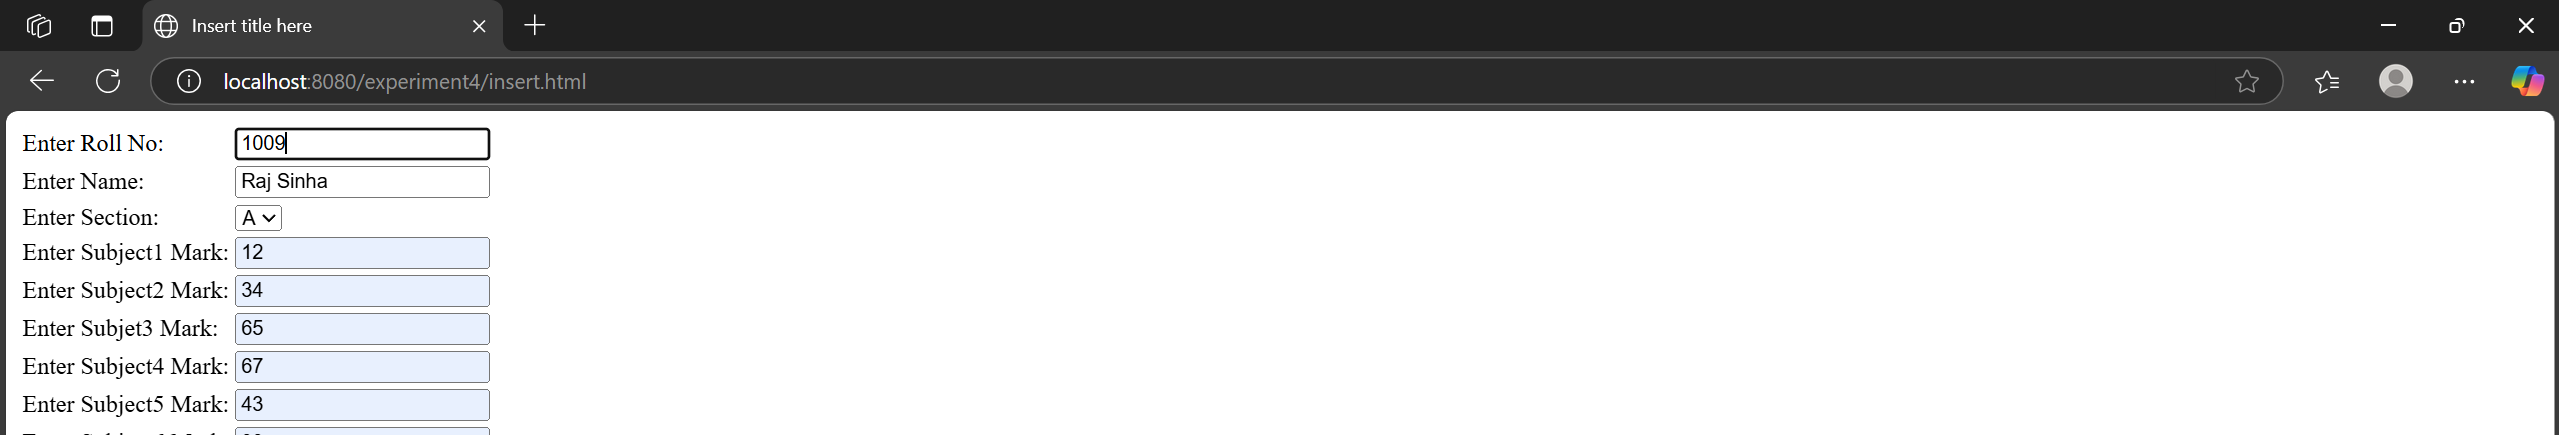 Insert title here
localhost:8080/experiment4/insert.html
Enter Roll No: 1009
Enter Name: Raj Sinha
Enter Section: A
Enter Subject1 Mark: 12
Enter Subject2 Mark: 34
Enter Subjet3 Mark: 65
Enter Subject4 Mark: 67
Enter Subject5 Mark: 43